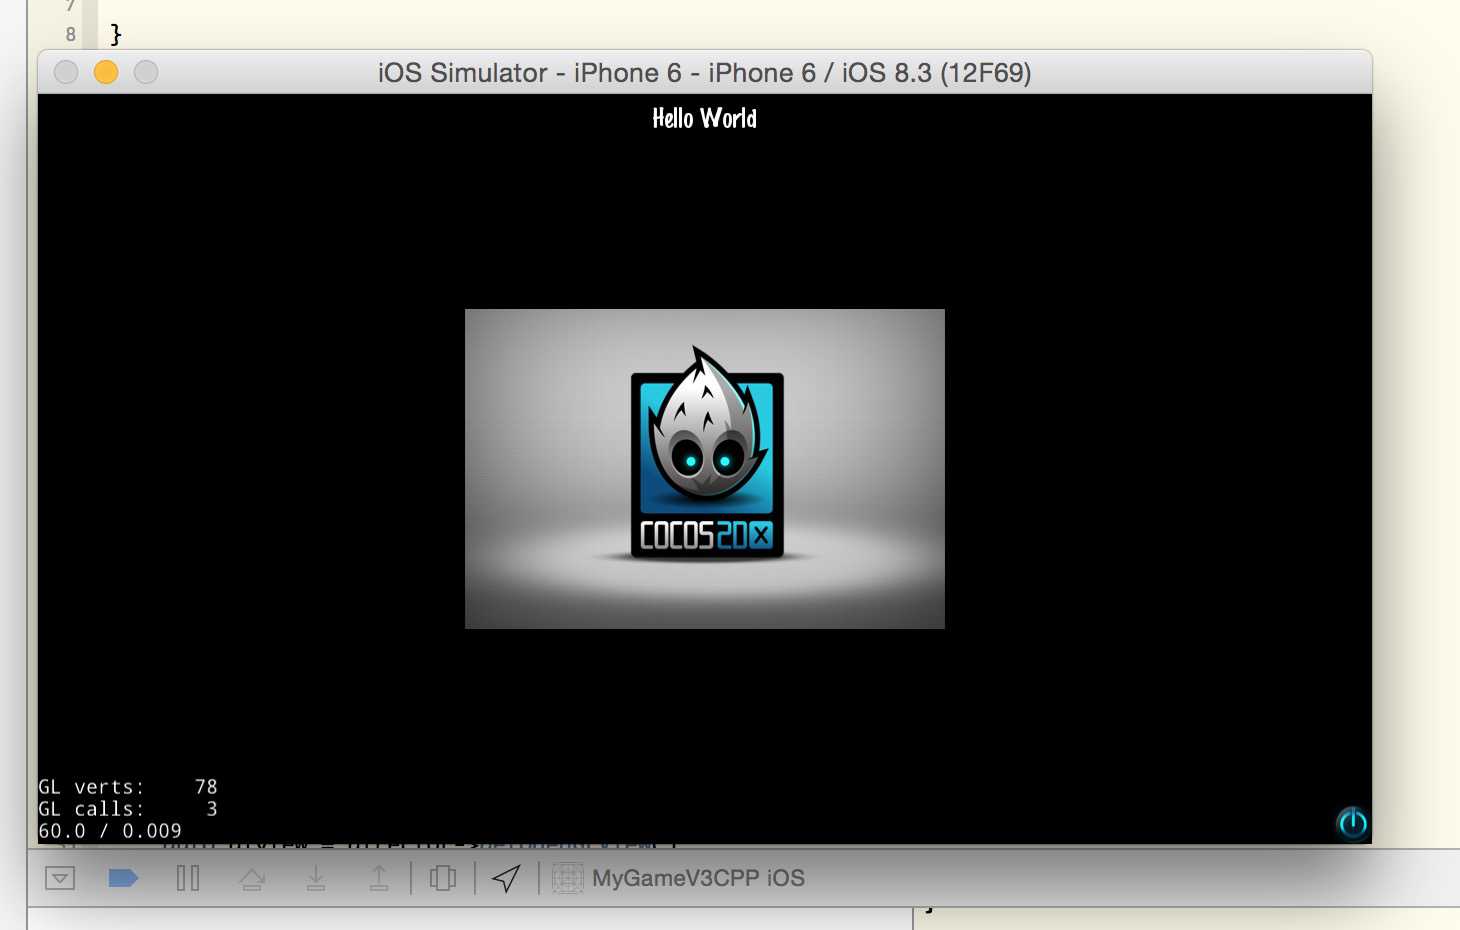 7
8 }
iOS Simulator - iPhone 6 - iPhone 6 / iOS 8.3 (12F69)
Hello World
COCOS2DX
GL verts: 78
GL calls: 3
60.0 / 0.009
MyGameV3CPP iOS
}